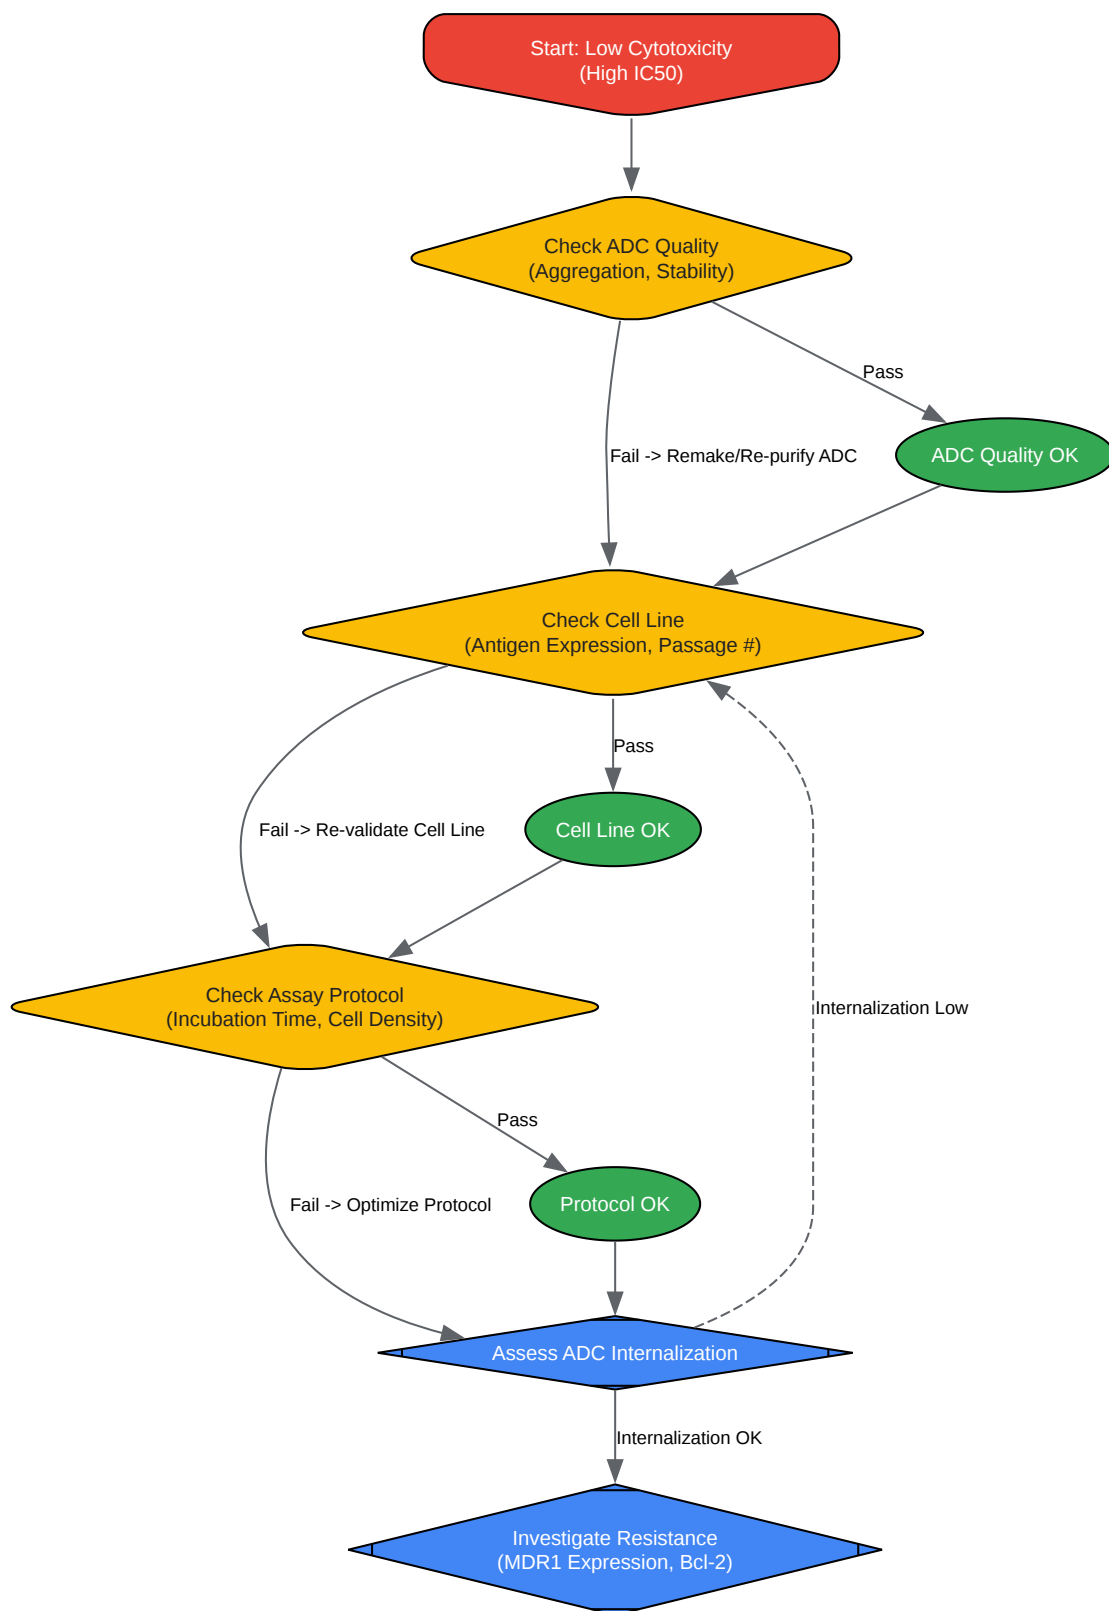 Start: Low Cytotoxicity
(High IC50)
Check ADC Quality
(Aggregation, Stability)
Pass
Fail -> Remake/Re-purify ADC
ADC Quality OK
Check Cell Line
(Antigen Expression, Passage #)
Pass
Fail -> Re-validate Cell Line
Cell Line OK
Check Assay Protocol
(Incubation Time, Cell Density)
Internalization Low
Pass
Fail -> Optimize Protocol
Protocol OK
Assess ADC Internalization
Internalization OK
Investigate Resistance
(MDR1 Expression, Bcl-2)